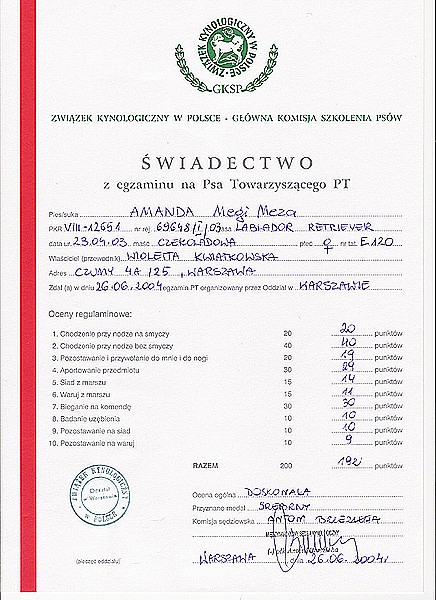 ZWIĄZEK KYNOLOGICZNY W POLSCE
GKSP
ZWIĄZEK KYNOLOGICZNY W POLSCE - GŁÓWNA KOMISJA SZKOLENIA PSÓW
ŚWIADECTWO
z egzaminu na Psa Towarzyszącego PT
Pies/suka AMANDA Megi Meza
PKR VIII-12651 nr rej. 69648/I/03 rasa LABRADOR RETRIEVER
data ur. 23.04.03. maść CZEKOLADOWA płeć ♀ nr tat. E120
Właściciel (przewodnik) WIOLETTA KWIATKOWSKA
Adres CZUMY 4A/25, WARSZAWA
Zdał (a) w dniu 26.06.2004 egzamin PT organizowany przez Oddział w WARSZAWIE
Oceny regulaminowe:
1. Chodzenie przy nodze na smyczy 20 20 punktów
2. Chodzenie przy nodze bez smyczy 40 40 punktów
3. Pozostawanie i przywołanie do mnie i do nogi 20 19 punktów
4. Aportowanie przedmiotu 30 29 punktów
5. Siad z marszu 15 14 punktów
6. Waruj z marszu 15 11 punktów
7. Bieganie na komendę 30 30 punktów
8. Badanie uzębienia 10 10 punktów
9. Pozostawanie na siad 10 10 punktów
10. Pozostawanie na waruj 10 9 punktów
RAZEM 200 192 punktów
ZWIĄZEK KYNOLOGICZNY W POLSCE
Oddział w Warszawie
Ocena ogólna DOSKONAŁA
Przyznano medal SREBRNY
Komisja sędziowska ANTONI BRZEZICHA
(pieczęć oddziału)
WARSZAWA dnia 26.06.2004r